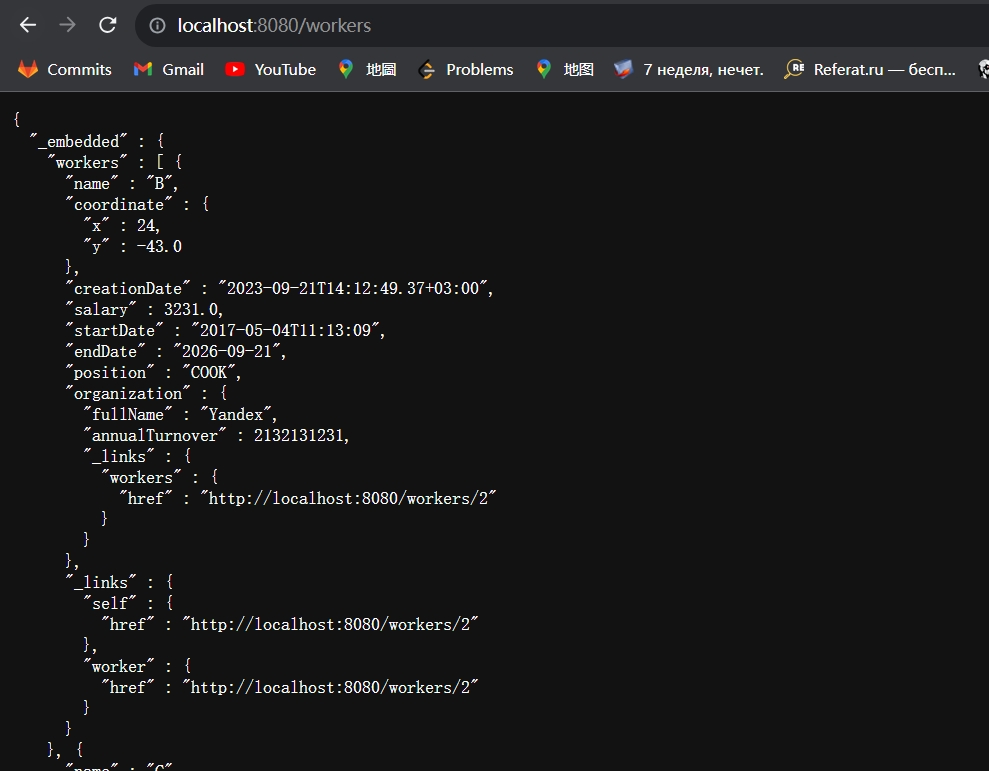 localhost:8080/workers
Commits Gmail YouTube 地圖 Problems 地图 7 неделя, нечет. Referat.ru — бесп...
{
"_embedded" : {
"workers" : [ {
"name" : "B",
"coordinate" : {
"x" : 24,
"y" : -43.0
},
"creationDate" : "2023-09-21T14:12:49.37+03:00",
"salary" : 3231.0,
"startDate" : "2017-05-04T11:13:09",
"endDate" : "2026-09-21",
"position" : "COOK",
"organization" : {
"fullName" : "Yandex",
"annualTurnover" : 2132131231,
"_links" : {
"workers" : {
"href" : "http://localhost:8080/workers/2"
}
}
},
"_links" : {
"self" : {
"href" : "http://localhost:8080/workers/2"
},
"worker" : {
"href" : "http://localhost:8080/workers/2"
}
}
}, {